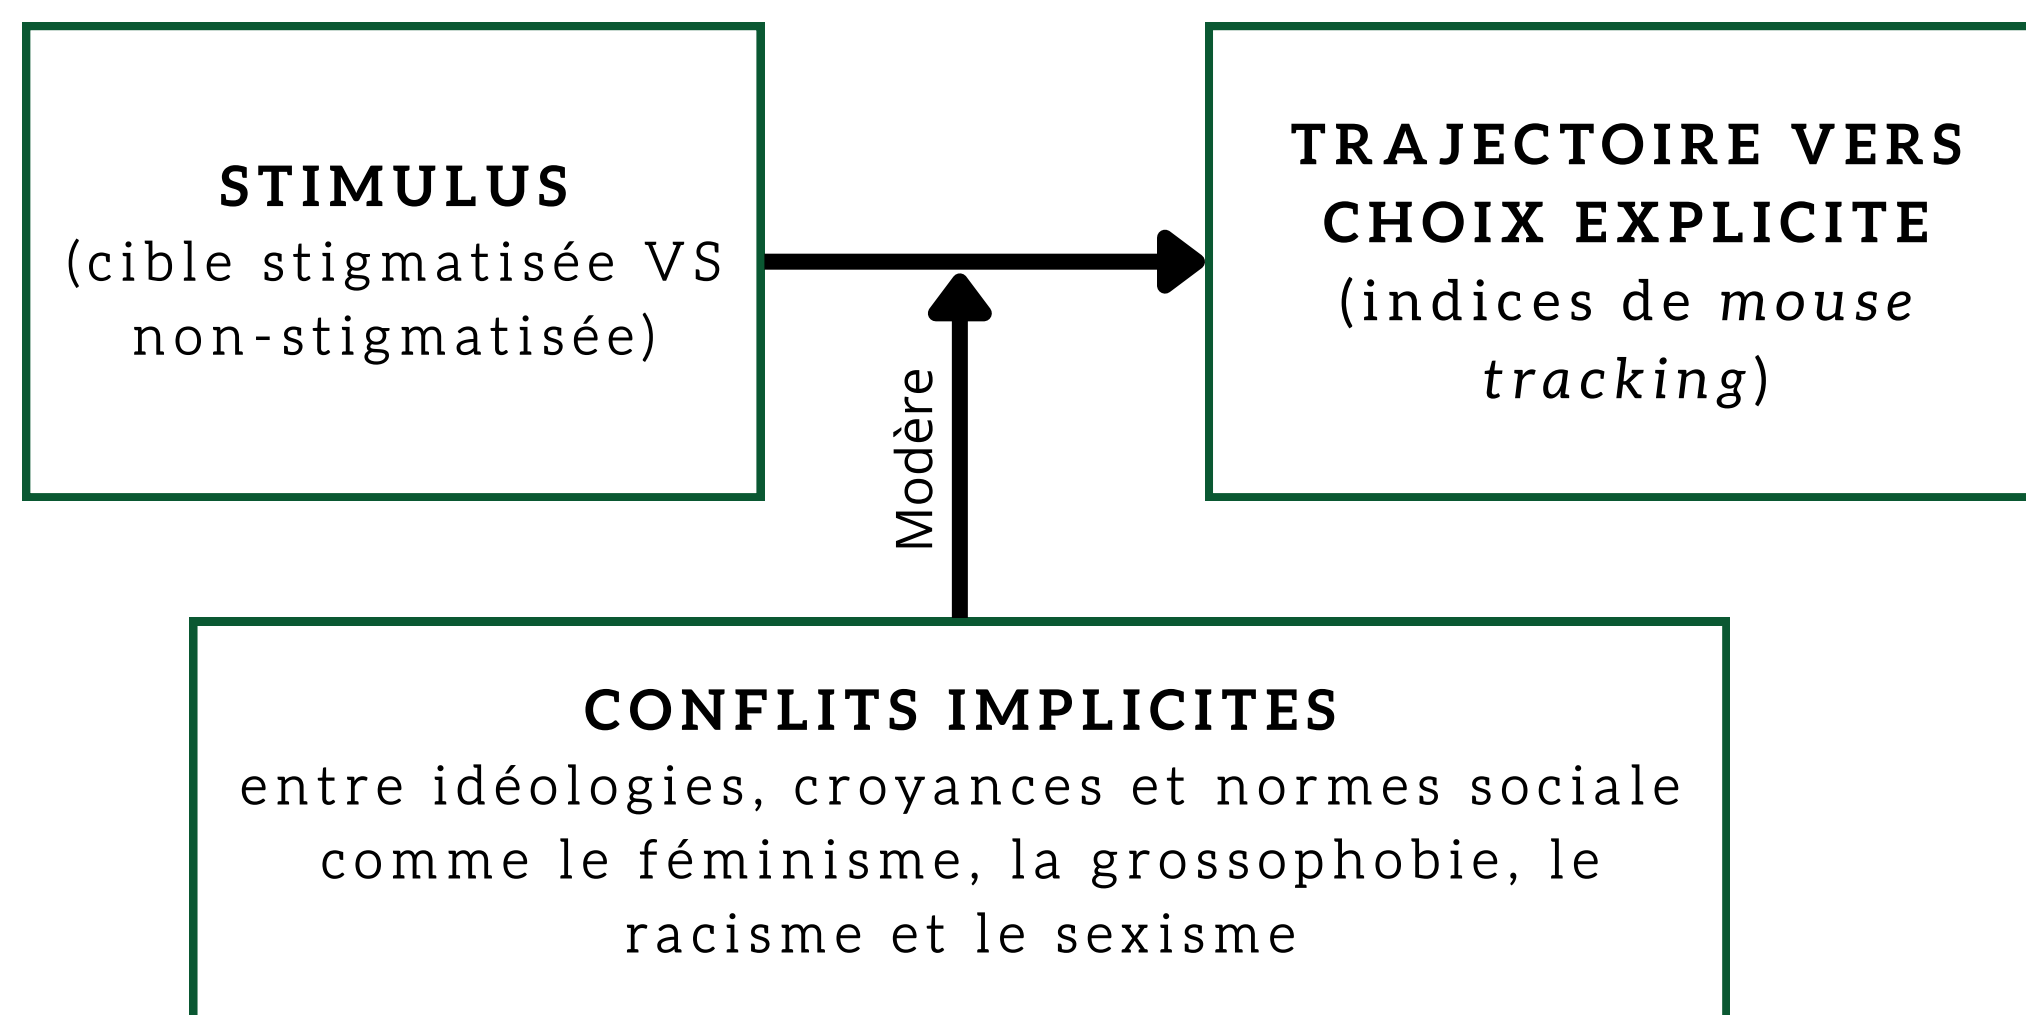 STIMULUS
(cible stigmatisée VS
non-stigmatisée)
TRAJECTOIRE VERS
CHOIX EXPLICITE
(indices de mouse
tracking)
Modère
CONFLITS IMPLICITES
entre idéologies, croyances et normes sociale
comme le féminisme, la grossophobie, le
racisme et le sexisme